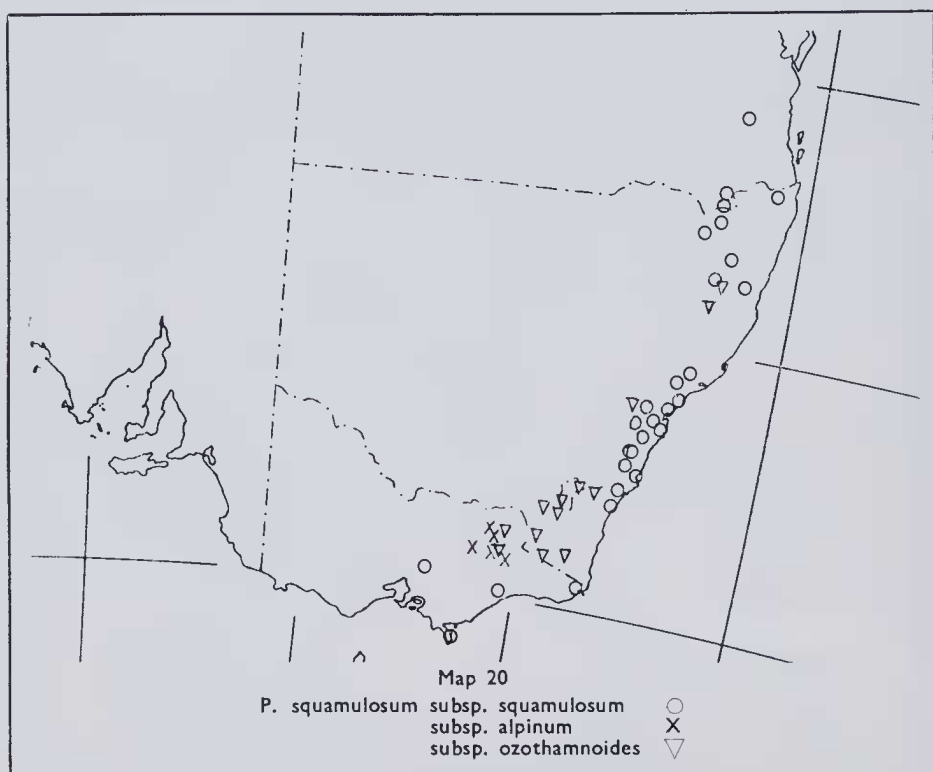 Map 20
P. squamulosum subsp. squamulosum ○
subsp. alpinum X
subsp. ozothamnoides ▽